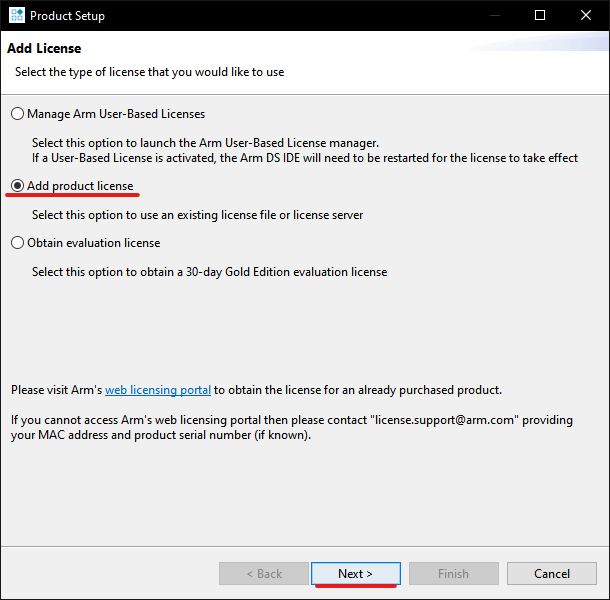 Product Setup
Add License
Select the type of license that you would like to use
Manage Arm User-Based Licenses
Select this option to launch the Arm User-Based License manager.
If a User-Based License is activated, the Arm DS IDE will need to be restarted for the license to take effect
Add product license
Select this option to use an existing license file or license server
Obtain evaluation license
Select this option to obtain a 30-day Gold Edition evaluation license
Please visit Arm's web licensing portal to obtain the license for an already purchased product.
If you cannot access Arm's web licensing portal then please contact "license.support@arm.com" providing
your MAC address and product serial number (if known).
< Back Next > Finish Cancel